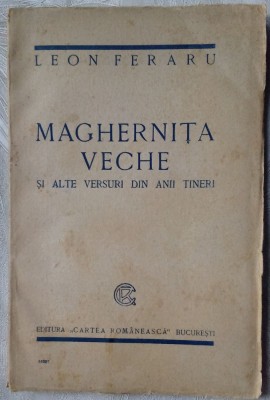 LEON FERARU
MAGHERNIȚA
VECHE
ȘI ALTE VERSURI DIN ANII TINERI
EDITURA „CARTEA ROMÂNEASCĂ” BUCUREȘTI